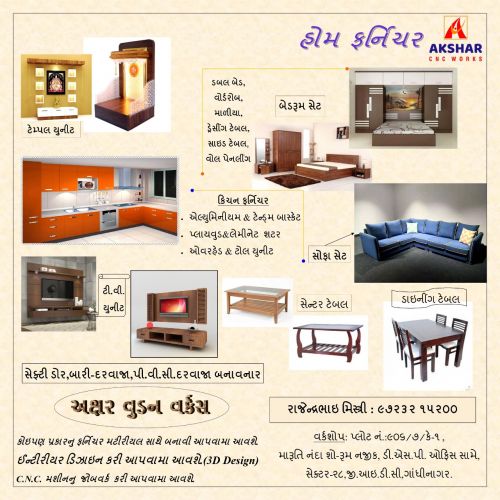 હોમ ફર્નિચર
AKSHAR
CNC WORKS
ટેમ્પલ યુનીટ
ડબલ બેડ,
વોર્ડરોબ,
માળીયા,
ડ્રેસીંગ ટેબલ,
સાઇડ ટેબલ,
વોલ પેનલીંગ
બેડરૂમ સેટ
કિચન ફર્નિચર
• એલ્યુમિનીયમ & ટેન્ડમ બાસ્કેટ
• પ્લાયવુડ&લેમીનેટ શટર
• ઓવરહેડ & ટોલ યુનીટ
સોફા સેટ
ટી.વી.
યુનીટ
સેન્ટર ટેબલ
ડાઇનીંગ ટેબલ
સેફ્ટી ડોર,બારી-દરવાજા,પી.વી.સી.દરવાજા બનાવનાર
અક્ષર વુડન વર્કસ
રાજેન્દ્રભાઇ મિસ્ત્રી : ૯૭૨૩૨ ૧૫૨૦૦
કોઇપણ પ્રકારનુ ફર્નિચર મટીરીયલ સાથે બનાવી આપવામા આવશે.
ઈન્ટીરીયર ડિઝાઇન કરી આપવામા આવશે.(3D Design)
C.N.C. મશીનનુ જોબવર્ક કરી આપવામા આવશે.
વર્કશોપ: પ્લોટ નં.:૯૦૬/૭/કે-૧ ,
મારૂતિ નંદા શો-રૂમ નજીક, ડી.એસ.પી. ઓફિસ સામે,
સેક્ટર-૨૮,જી.આઇ.ડી.સી,ગાંધીનગર.